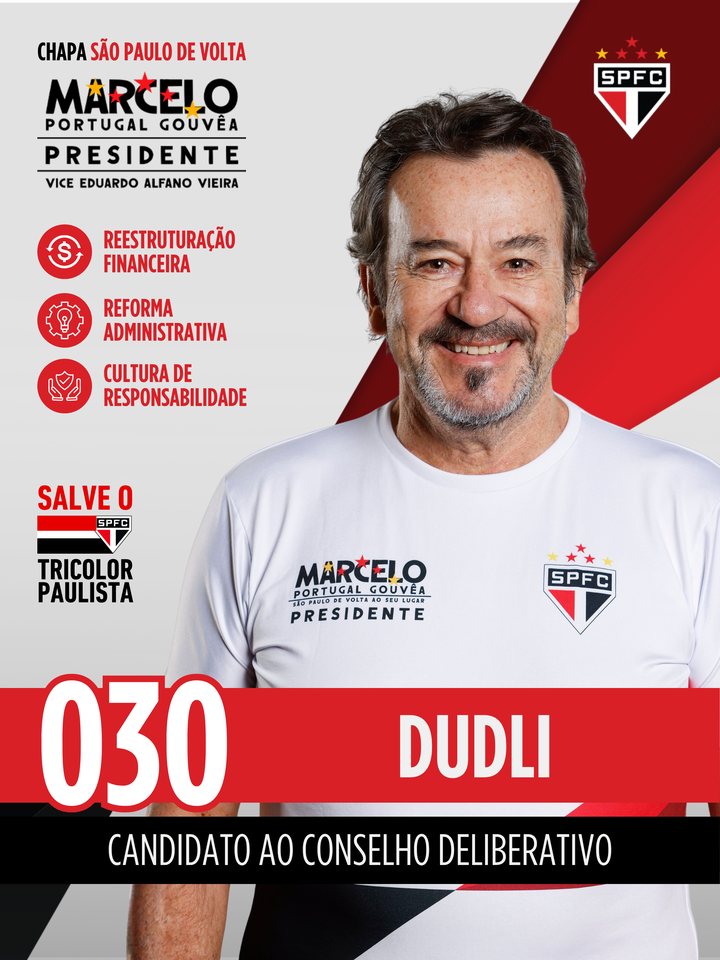 CHAPA SÃO PAULO DE VOLTA
MARCELO
PORTUGAL GOUVÊA
PRESIDENTE
VICE EDUARDO ALFANO VIEIRA
SPFC
REESTRUTURAÇÃO
FINANCEIRA
REFORMA
ADMINISTRATIVA
CULTURA DE
RESPONSABILIDADE
SALVE O
SPFC
TRICOLOR
PAULISTA
MARCELO
PORTUGAL GOUVÊA
SÃO PAULO DE VOLTA AO SEU LUGAR
PRESIDENTE
SPFC
030
DUDLI
CANDIDATO AO CONSELHO DELIBERATIVO